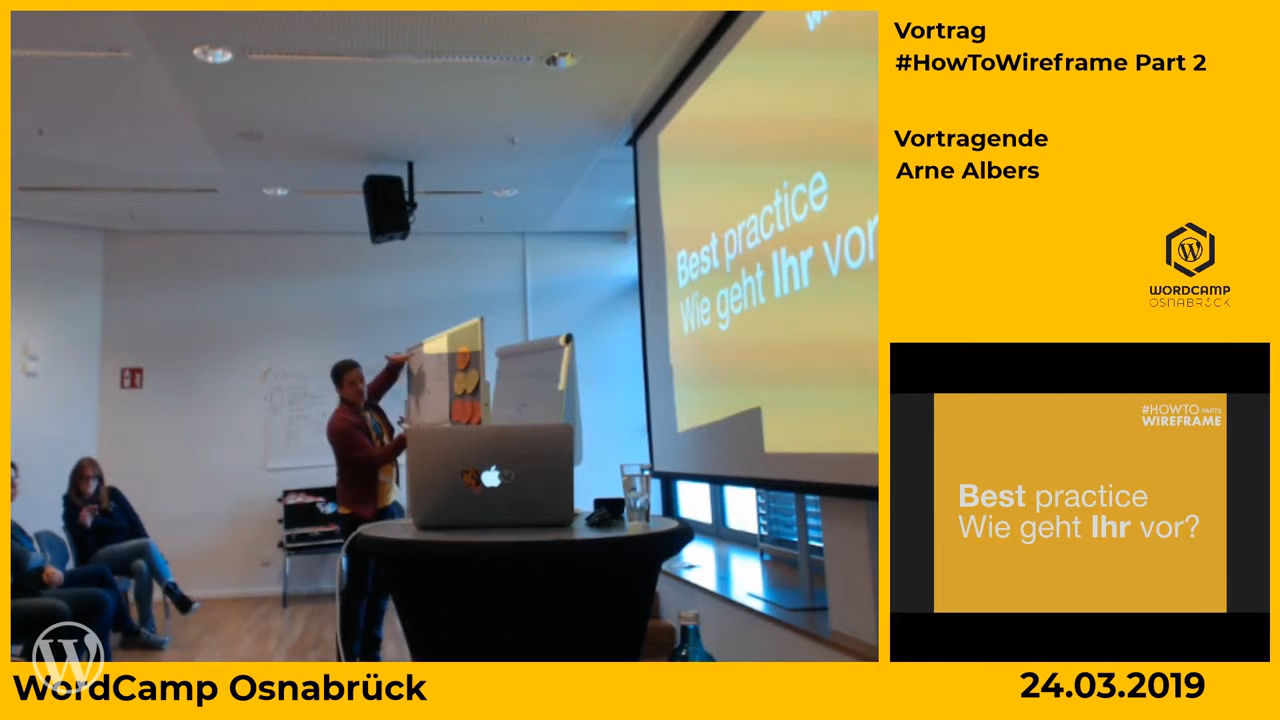 Vortrag
#HowToWireframe Part 2
Vortragende
Arne Albers
WORDCAMP
OSNABRÜCK
Best practice
Wie geht Ihr vor
#HOWTO PART2
WIREFRAME
Best practice
Wie geht Ihr vor?
WordCamp Osnabrück
24.03.2019